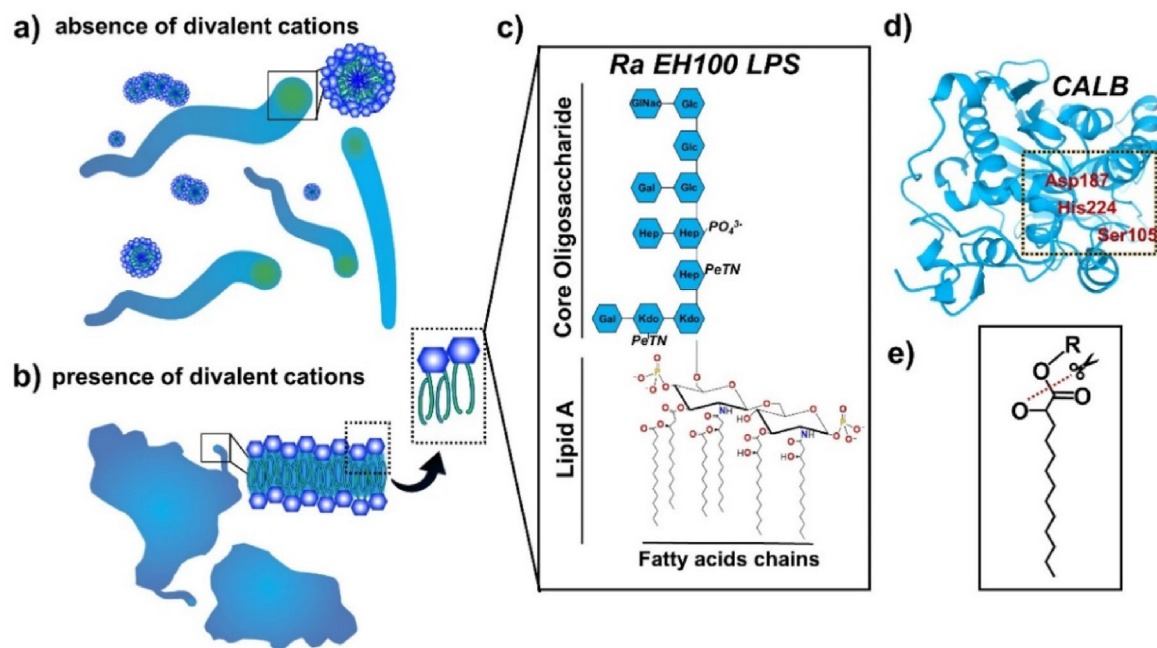 a) absence of divalent cations
b) presence of divalent cations
c)
Ra EH100 LPS
Core Oligosaccharide
GlNac Glc
Glc
Gal Glc
Hep Hep PO₄³⁻
Hep PeTN
Gal Kdo Kdo
PeTN
Lipid A
O⁻ O P O⁻ O
O O O
O NH HO O O
O O O O O NH O P O⁻ O⁻
O O O O HO HO
Fatty acids chains
d)
CALB
Asp187
His224
Ser105
e)
R
O
O O